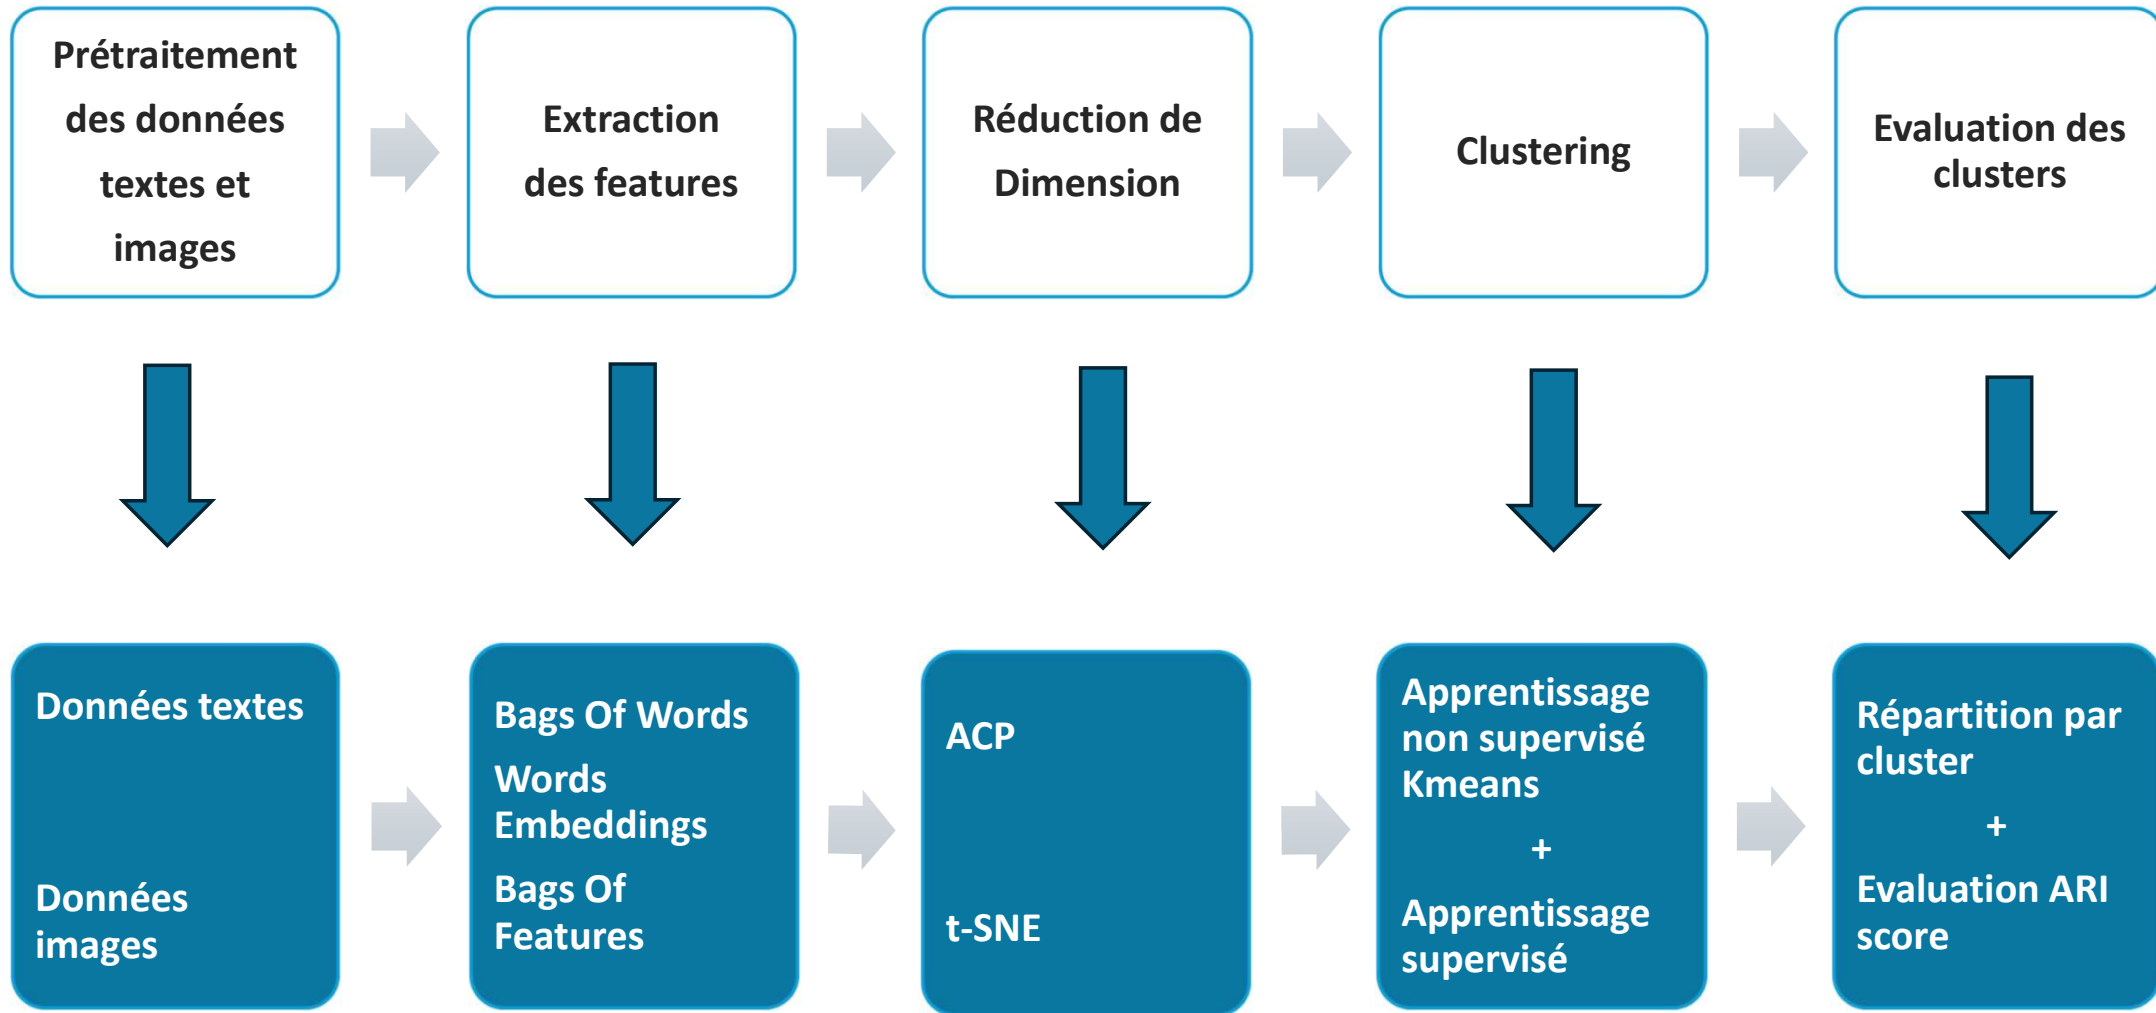 Prétraitement
des données
textes et
images
Extraction
des features
Réduction de
Dimension
Clustering
Evaluation des
clusters
Données textes
Données
images
Bags Of Words
Words
Embeddings
Bags Of
Features
ACP
t-SNE
Apprentissage
non supervisé
Kmeans
+
Apprentissage
supervisé
Répartition par
cluster
+
Evaluation ARI
score